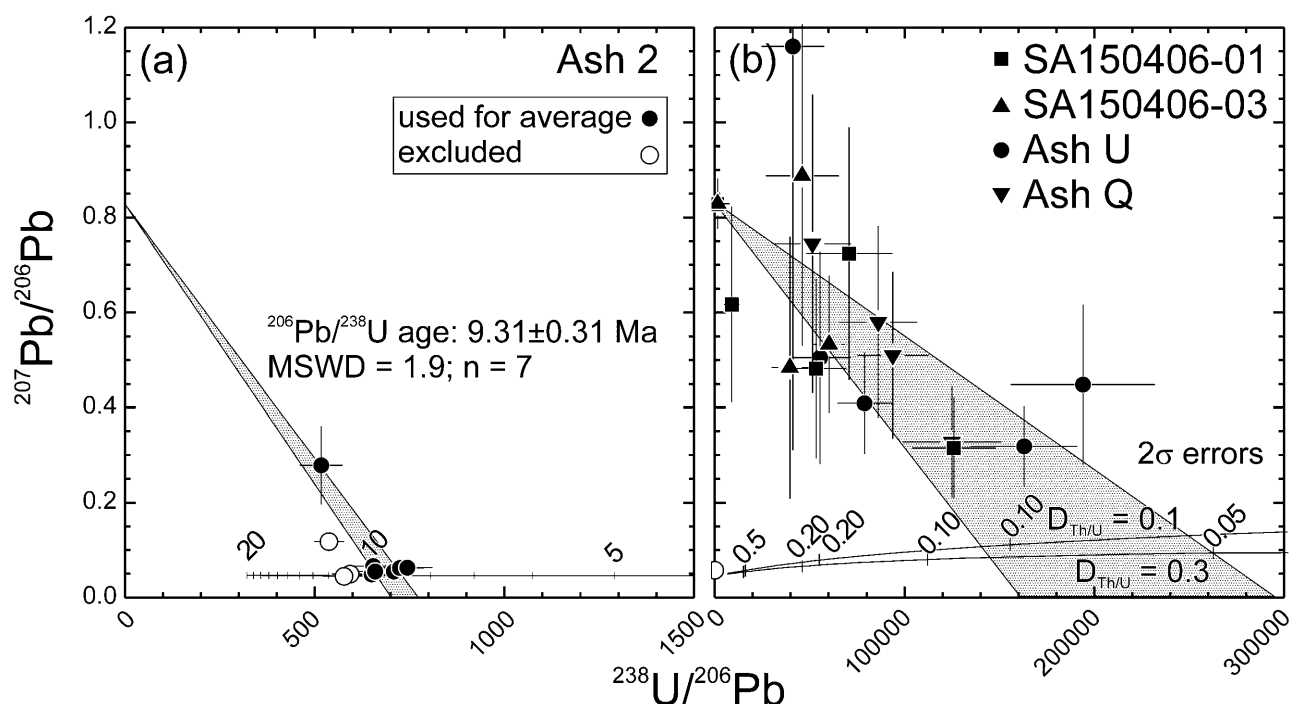 (a)
Ash 2
used for average
excluded
²⁰⁶Pb/²³⁸U age: 9.31±0.31 Ma
MSWD = 1.9; n = 7
20
10
5
1.2
1.0
0.8
0.6
0.4
0.2
0.0
²⁰⁷Pb/²⁰⁶Pb
0
500
1000
1500
(b)
SA150406-01
SA150406-03
Ash U
Ash Q
2σ errors
0.5
0.20
0.20
0.10
0.10
0.05
D_Th/U = 0.1
D_Th/U = 0.3
0
100000
200000
300000
²³⁸U/²⁰⁶Pb